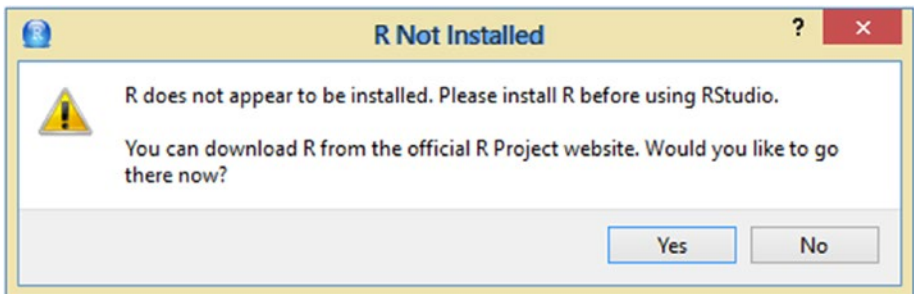 R Not Installed
?
R does not appear to be installed. Please install R before using RStudio.
You can download R from the official R Project website. Would you like to go
there now?
Yes
No